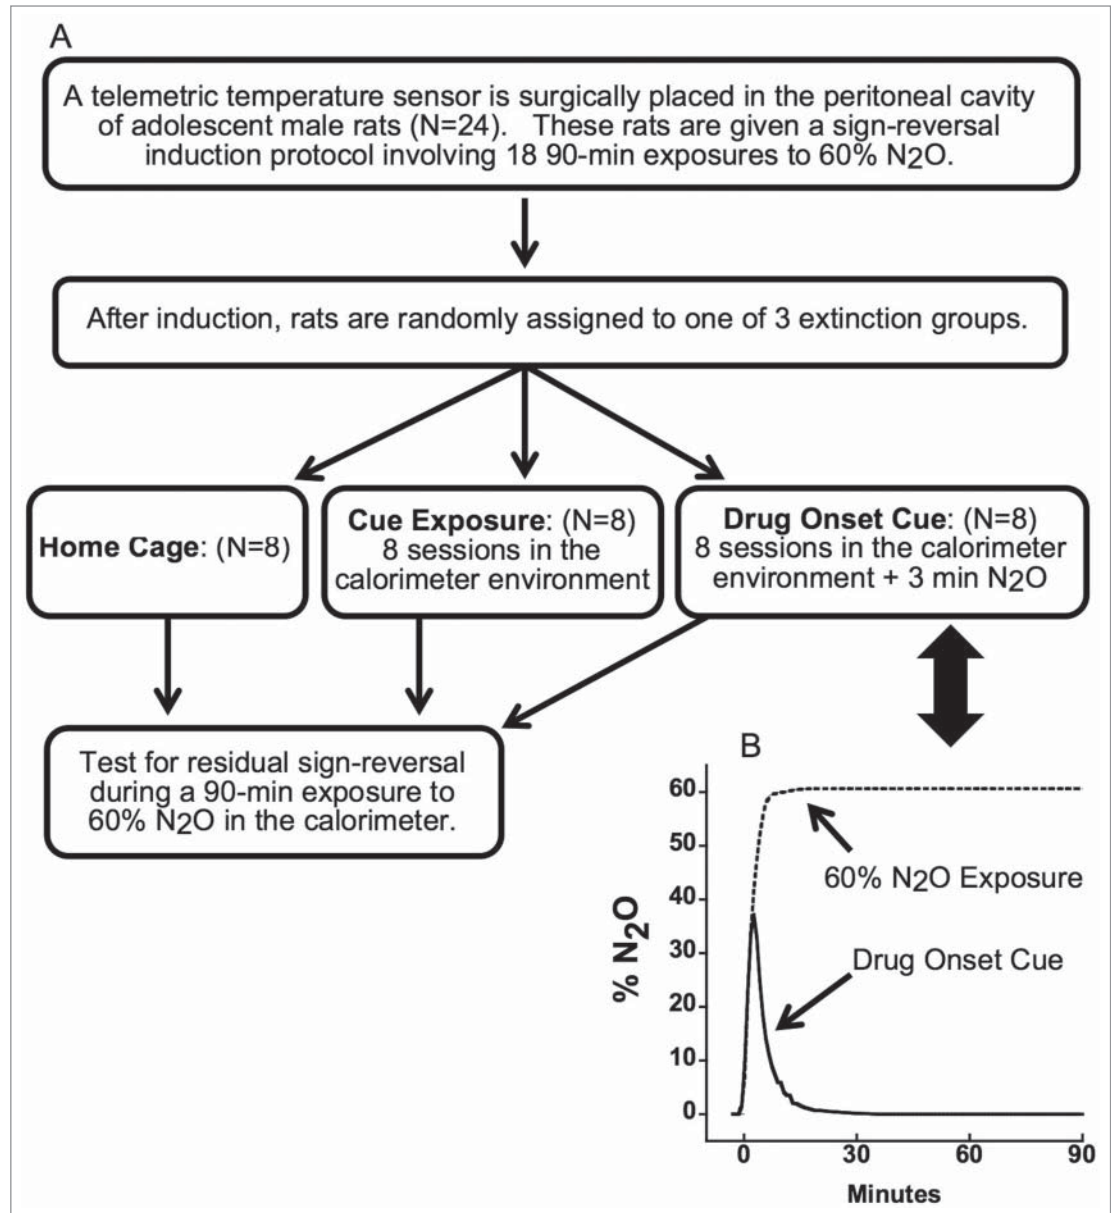 A
A telemetric temperature sensor is surgically placed in the peritoneal cavity
of adolescent male rats (N=24). These rats are given a sign-reversal
induction protocol involving 18 90-min exposures to 60% N2O.
After induction, rats are randomly assigned to one of 3 extinction groups.
Home Cage: (N=8)
Cue Exposure: (N=8)
8 sessions in the
calorimeter environment
Drug Onset Cue: (N=8)
8 sessions in the calorimeter
environment + 3 min N2O
Test for residual sign-reversal
during a 90-min exposure to
60% N2O in the calorimeter.
B
% N2O
60
50
40
30
20
10
0
60% N2O Exposure
Drug Onset Cue
0 30 60 90
Minutes